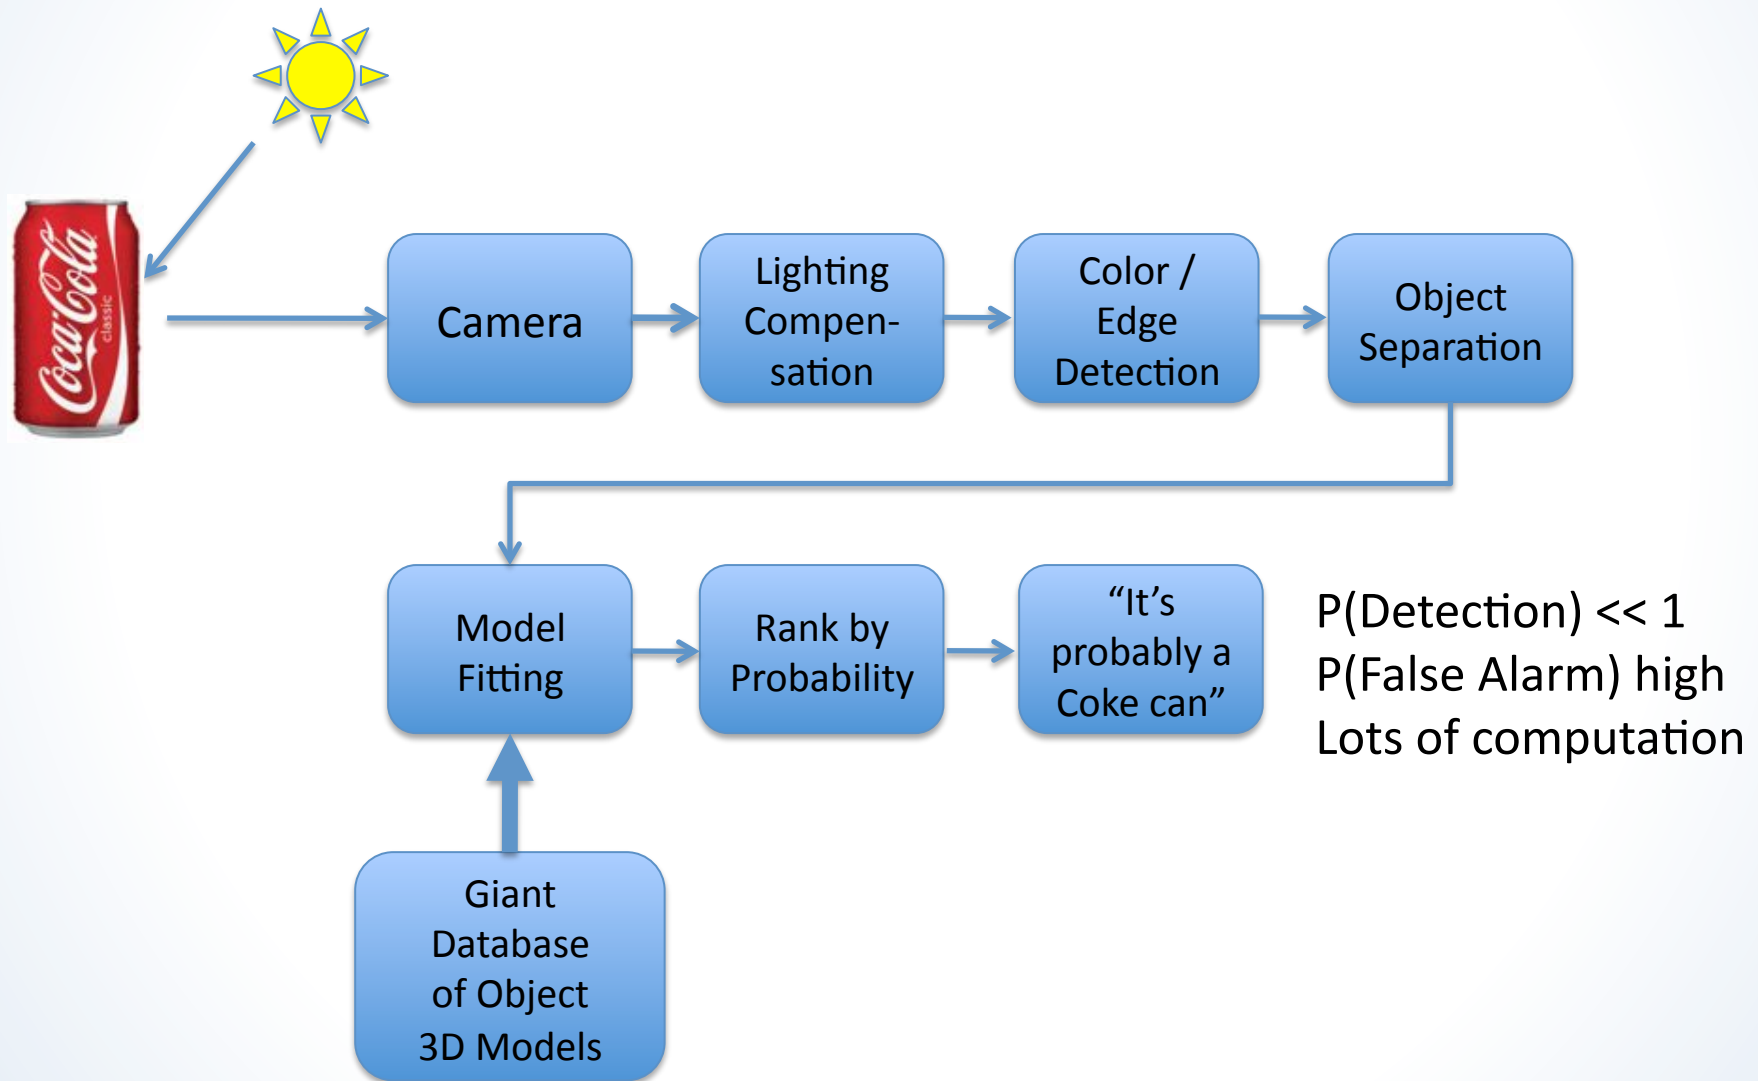 Coca-Cola
classic
Camera
Lighting
Compen-
sation
Color /
Edge
Detection
Object
Separation
Model
Fitting
Rank by
Probability
“It’s
probably a
Coke can”
P(Detection) << 1
P(False Alarm) high
Lots of computation
Giant
Database
of Object
3D Models